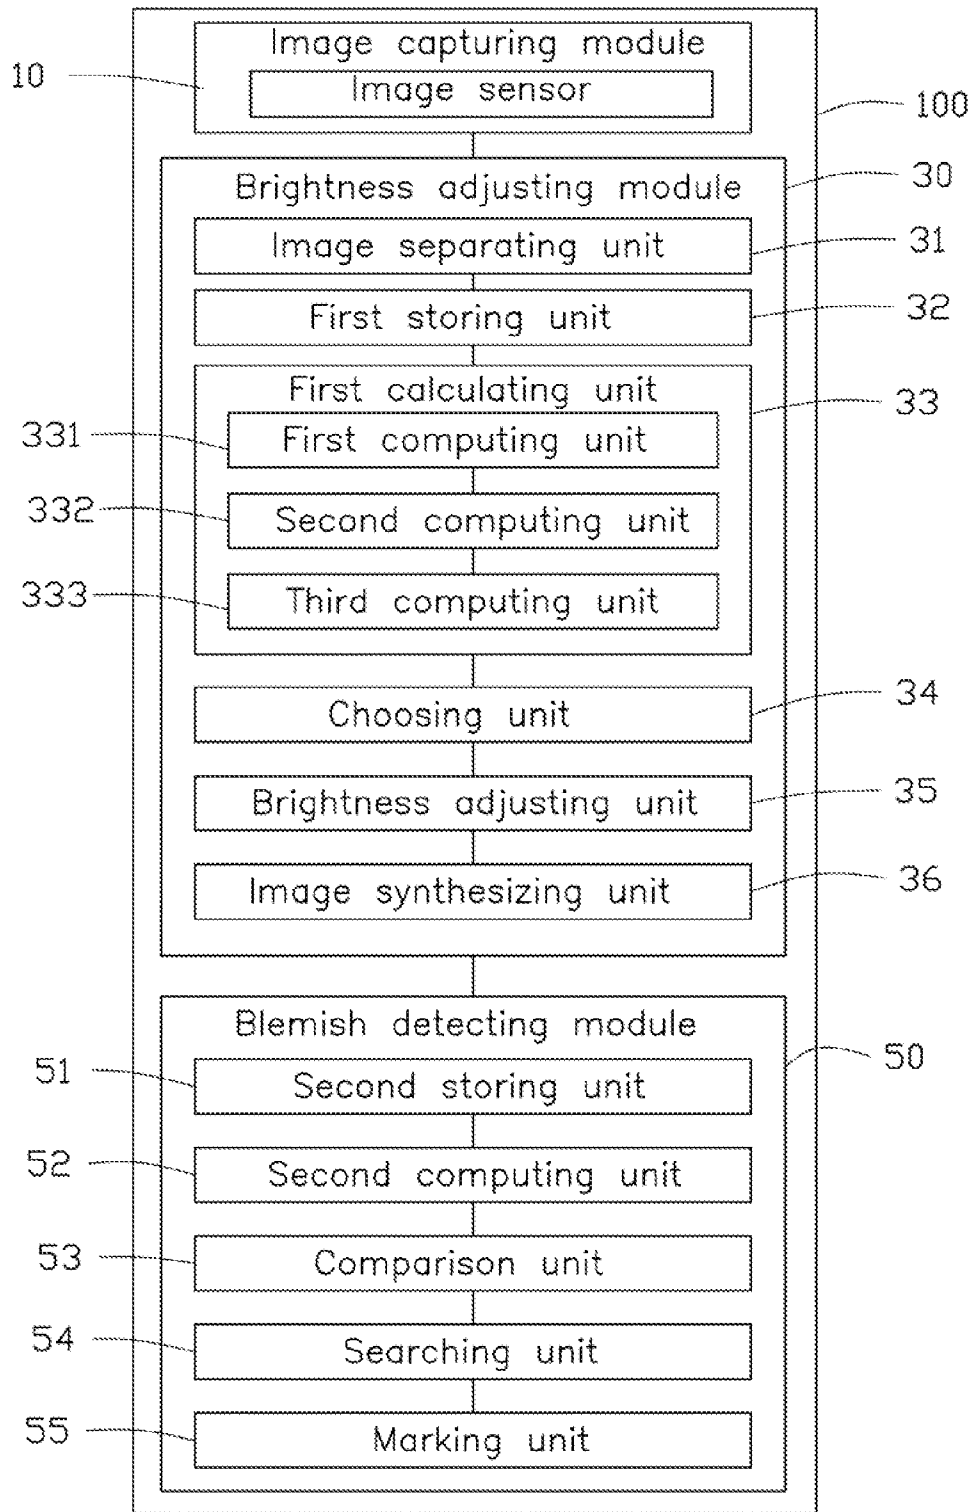 Image capturing module
10
Image sensor
100
Brightness adjusting module
30
Image separating unit
31
First storing unit
32
First calculating unit
33
331
First computing unit
332
Second computing unit
333
Third computing unit
Choosing unit
34
Brightness adjusting unit
35
Image synthesizing unit
36
Blemish detecting module
50
51
Second storing unit
52
Second computing unit
53
Comparison unit
54
Searching unit
55
Marking unit